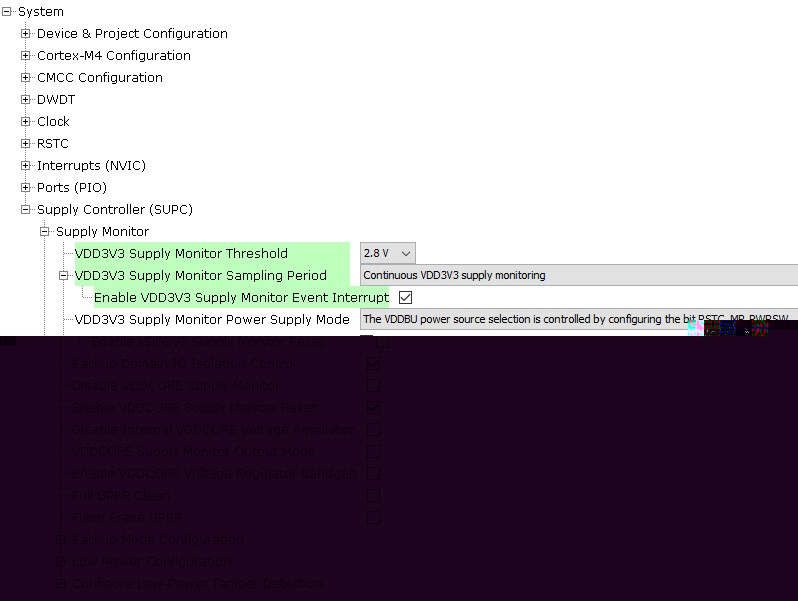 System
Device & Project Configuration
Cortex-M4 Configuration
CMCC Configuration
DWDT
Clock
RSTC
Interrupts (NVIC)
Ports (PIO)
Supply Controller (SUPC)
Supply Monitor
VDD3V3 Supply Monitor Threshold 2.8 V
VDD3V3 Supply Monitor Sampling Period Continuous VDD3V3 supply monitoring
Enable VDD3V3 Supply Monitor Event Interrupt
VDD3V3 Supply Monitor Power Supply Mode The VDDBU power source selection is controlled by configuring the bit RSTC_MR.PWRSW
Enable VDD3V3 Supply Monitor Reset
Backup Domain IO Isolation Control
Disable VDDCORE Supply Monitor
Enable VDDCORE Supply Monitor Reset
Disable Internal VDDCORE Voltage Regulator
VDDCORE Supply Monitor Output Mode
Enable VDDCORE Voltage Regulator Bandgap
Full GPBR Clean
Flash Erase GPBR
Backup Mode Configuration
Low Power Configuration
Configure Low-Power Tamper Detection